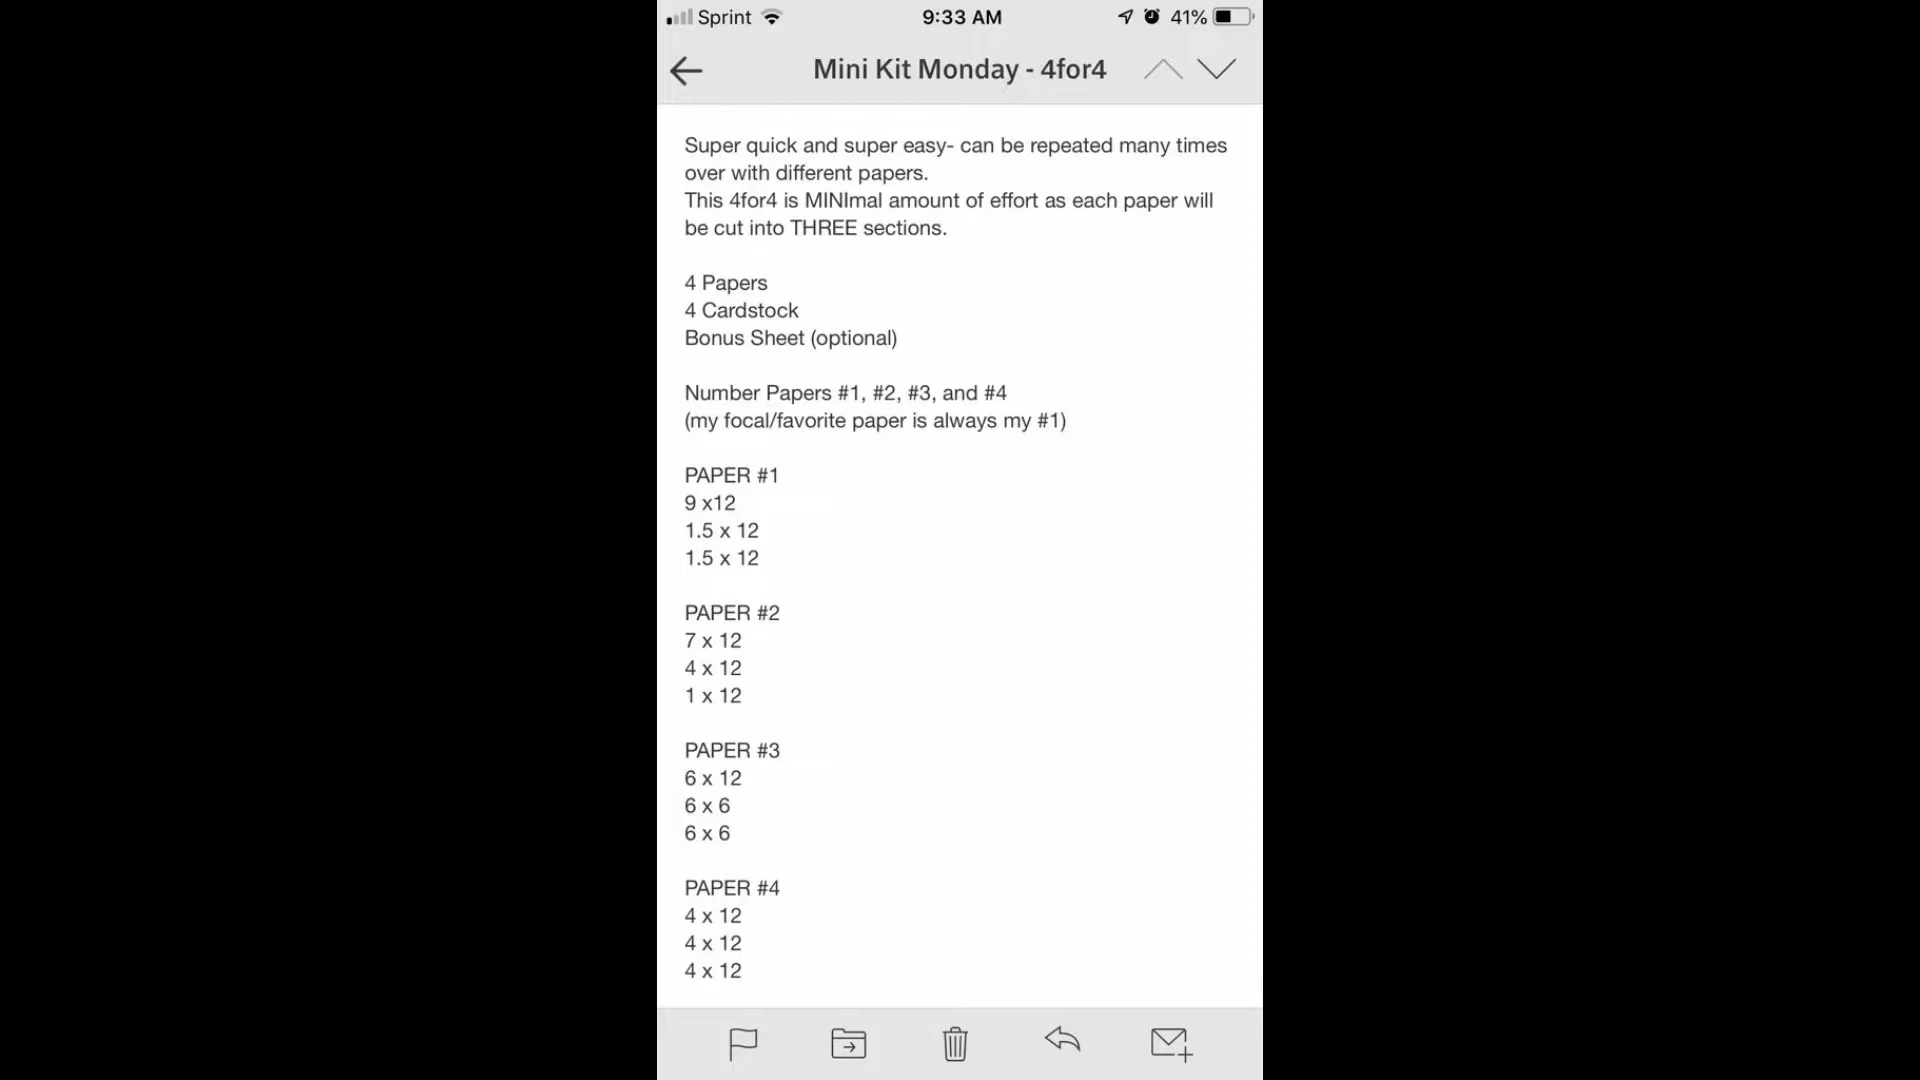 Sprint 9:33 AM 41%
Mini Kit Monday - 4for4
Super quick and super easy- can be repeated many times
over with different papers.
This 4for4 is MINImal amount of effort as each paper will
be cut into THREE sections.
4 Papers
4 Cardstock
Bonus Sheet (optional)
Number Papers #1, #2, #3, and #4
(my focal/favorite paper is always my #1)
PAPER #1
9 x12
1.5 x 12
1.5 x 12
PAPER #2
7 x 12
4 x 12
1 x 12
PAPER #3
6 x 12
6 x 6
6 x 6
PAPER #4
4 x 12
4 x 12
4 x 12